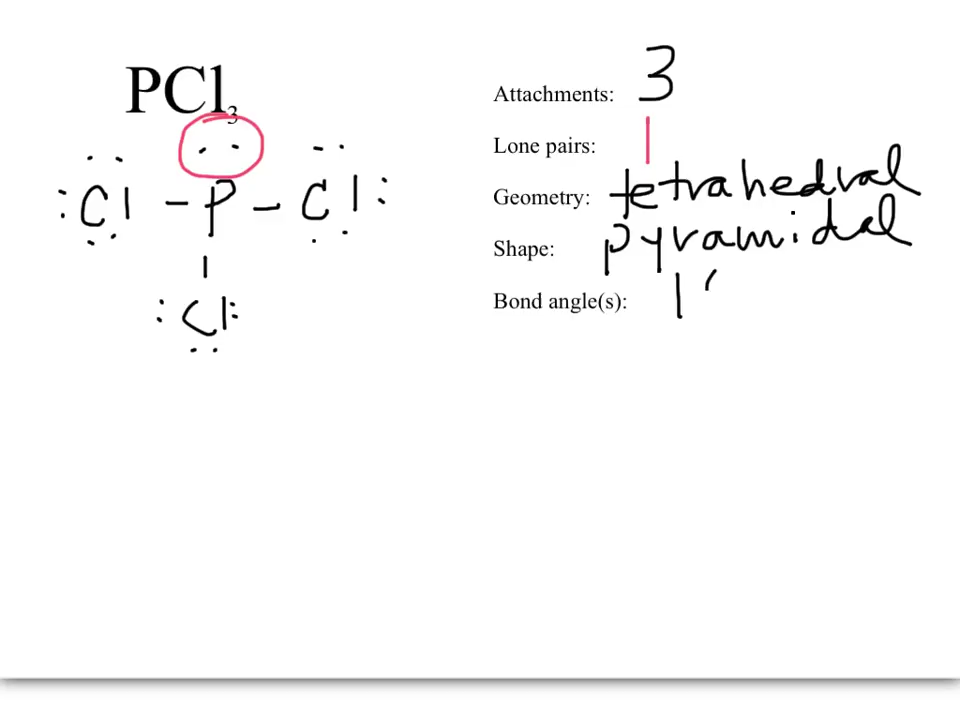 PCl3
:Cl - P - Cl:
|
:Cl:
Attachments: 3
Lone pairs: |
Geometry: tetrahedral
Shape: pyramidal
Bond angle(s): 1